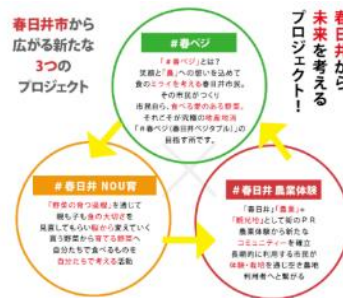 春日井市から
広がる新たな
3つの
プロジェクト
春日井から
未来を考える
プロジェクト!
#春ベジ
「#春ベジ」とは?
笑顔と「農」への想いを込めて
食のミライを考える春日井市民。
その市民がつくり
市民自ら、食べる愛のある野菜。
それこそが究極の地産地消
「#春ベジ(春日井ベジタブル)」の
目指す所です。
#春日井 NOU育
「野菜の育つ過程」を通じて
親も子も食の大切さを
見直してもらい幼から変えていく
買う野菜から育てる野菜へ
自分たちで食べるものを
自分たちで考える活動
#春日井 農業体験
「春日井」「農業」+
「観光地」として街のPR
農業体験から新たな
コミュニティーを確立
長期的に利用する市民が
体験・栽培を通じ空き農地
利用者へと繋がる